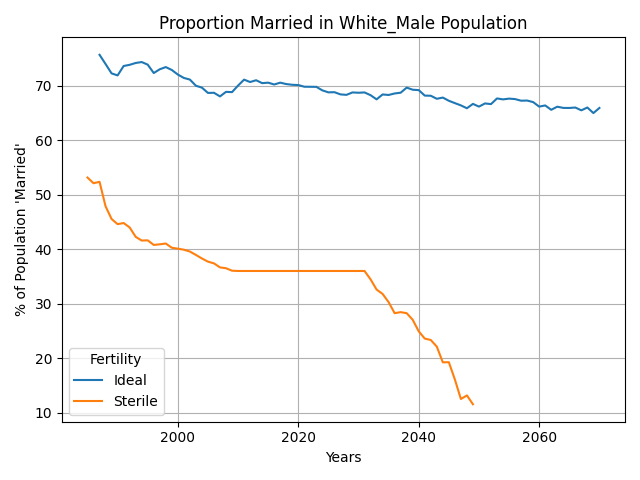 Proportion Married in White_Male Population
% of Population 'Married'
70
60
50
40
30
20
10
Fertility
Ideal
Sterile
2000
2020
2040
2060
Years